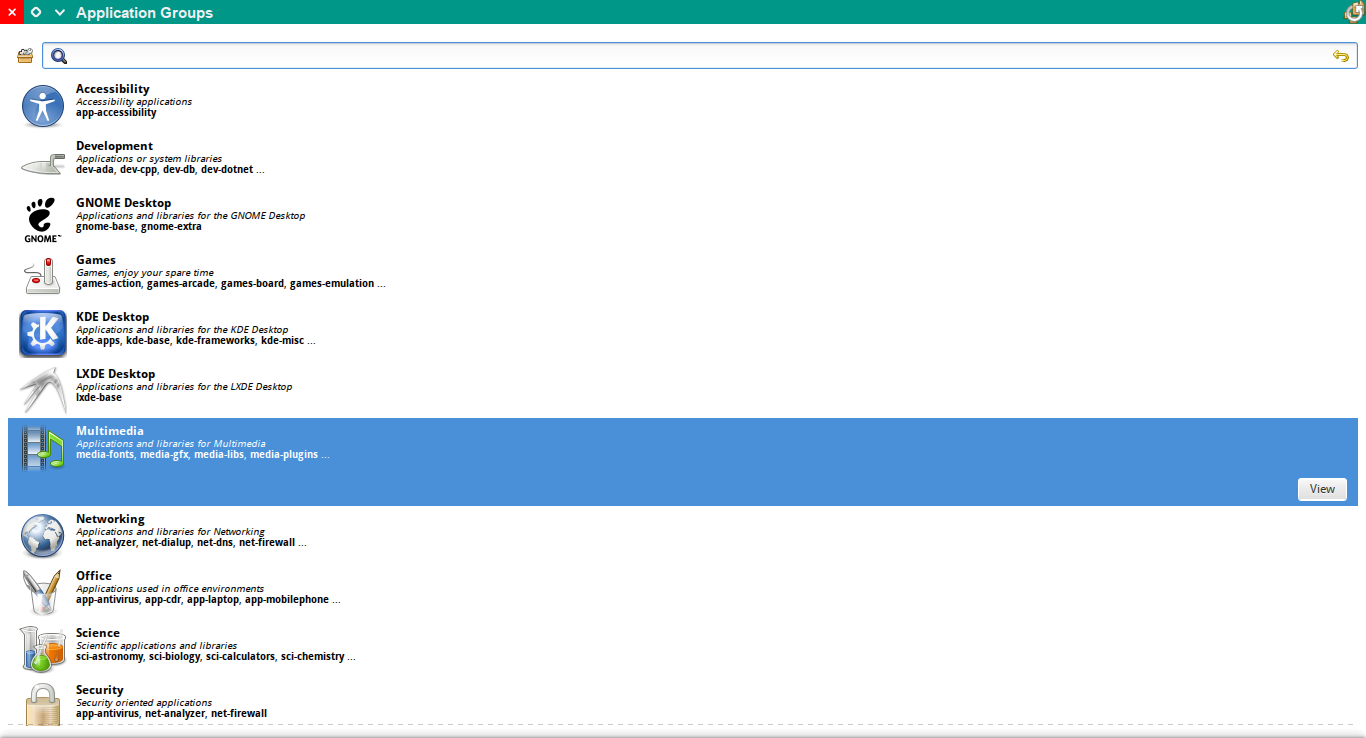 Application Groups
Accessibility
Accessibility applications
app-accessibility
Development
Applications or system libraries
dev-ada, dev-cpp, dev-db, dev-dotnet ...
GNOME Desktop
Applications and libraries for the GNOME Desktop
gnome-base, gnome-extra
GNOME™
Games
Games, enjoy your spare time
games-action, games-arcade, games-board, games-emulation ...
KDE Desktop
Applications and libraries for the KDE Desktop
kde-apps, kde-base, kde-frameworks, kde-misc ...
LXDE Desktop
Applications and libraries for the LXDE Desktop
lxde-base
Multimedia
Applications and libraries for Multimedia
media-fonts, media-gfx, media-libs, media-plugins ...
View
Networking
Applications and libraries for Networking
net-analyzer, net-dialup, net-dns, net-firewall ...
Office
Applications used in office environments
app-antivirus, app-cdr, app-laptop, app-mobilephone ...
Science
Scientific applications and libraries
sci-astronomy, sci-biology, sci-calculators, sci-chemistry ...
Security
Security oriented applications
app-antivirus, net-analyzer, net-firewall